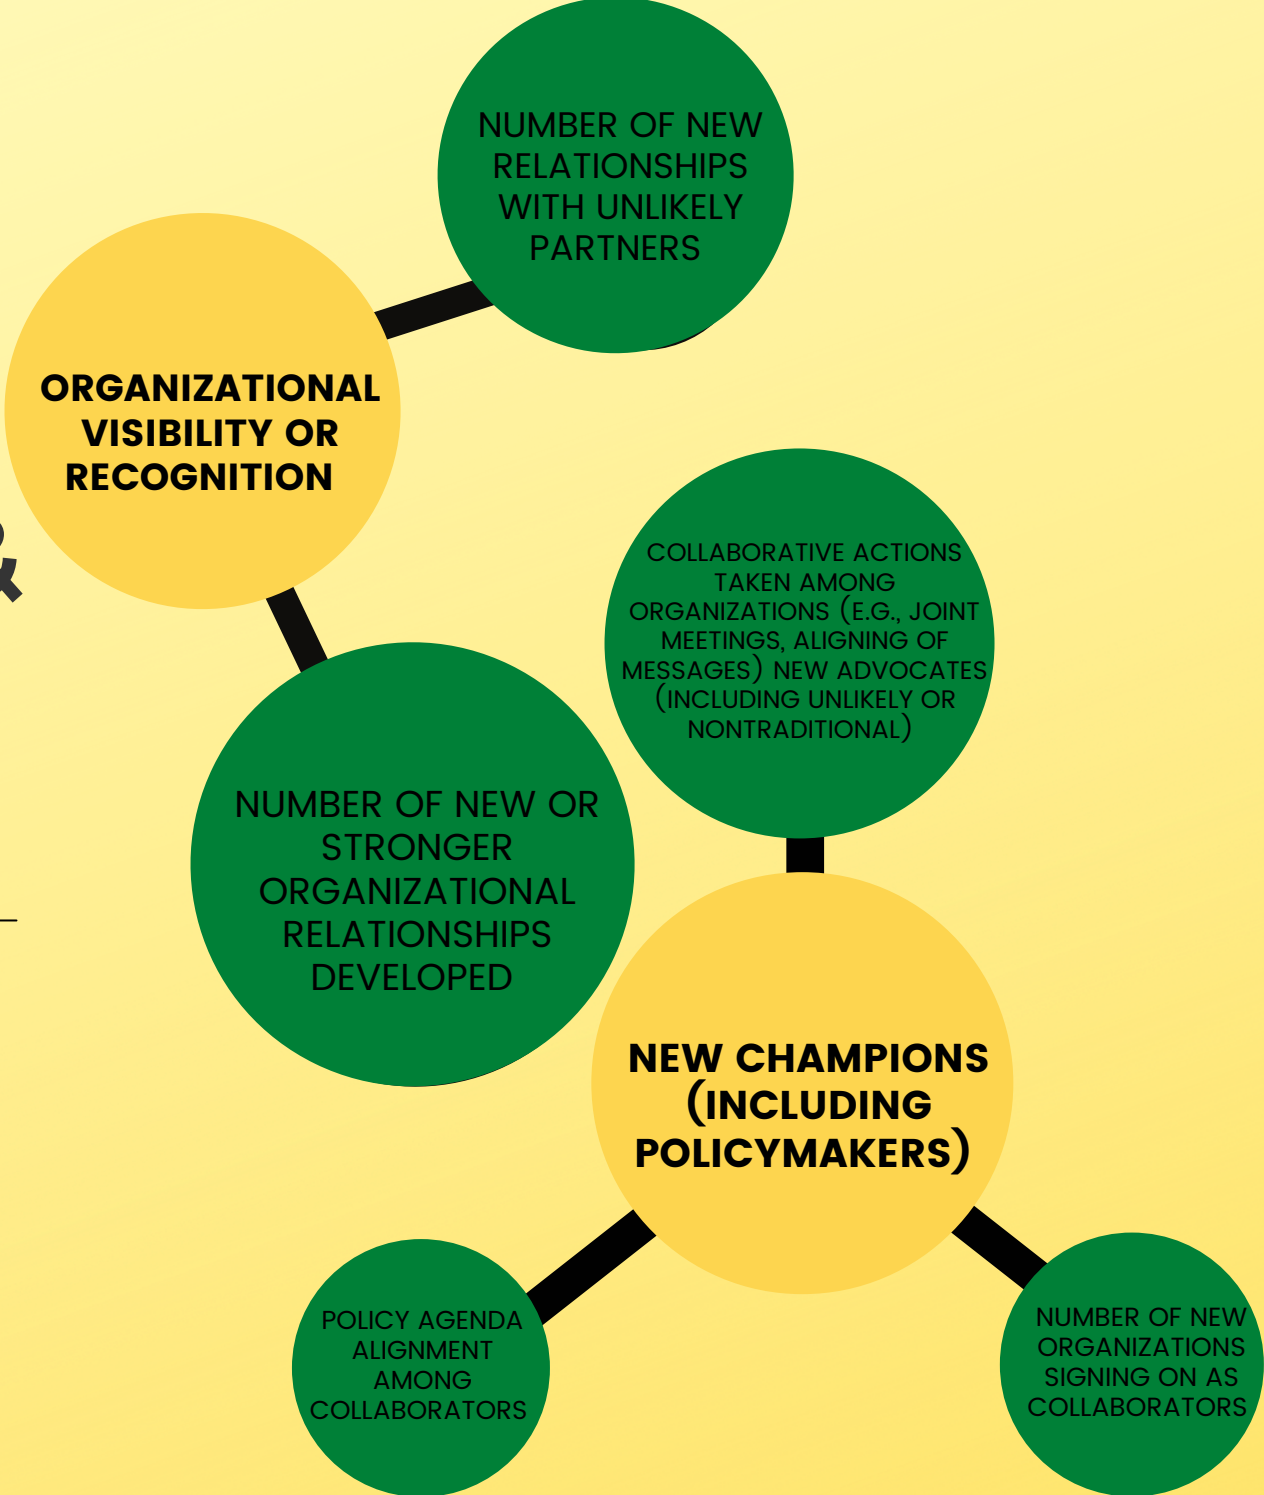 NUMBER OF NEW
RELATIONSHIPS
WITH UNLIKELY
PARTNERS
ORGANIZATIONAL
VISIBILITY OR
RECOGNITION
&
COLLABORATIVE ACTIONS
TAKEN AMONG
ORGANIZATIONS (E.G., JOINT
MEETINGS, ALIGNING OF
MESSAGES) NEW ADVOCATES
(INCLUDING UNLIKELY OR
NONTRADITIONAL)
NUMBER OF NEW OR
STRONGER
ORGANIZATIONAL
RELATIONSHIPS
DEVELOPED
NEW CHAMPIONS
(INCLUDING
POLICYMAKERS)
POLICY AGENDA
ALIGNMENT
AMONG
COLLABORATORS
NUMBER OF NEW
ORGANIZATIONS
SIGNING ON AS
COLLABORATORS